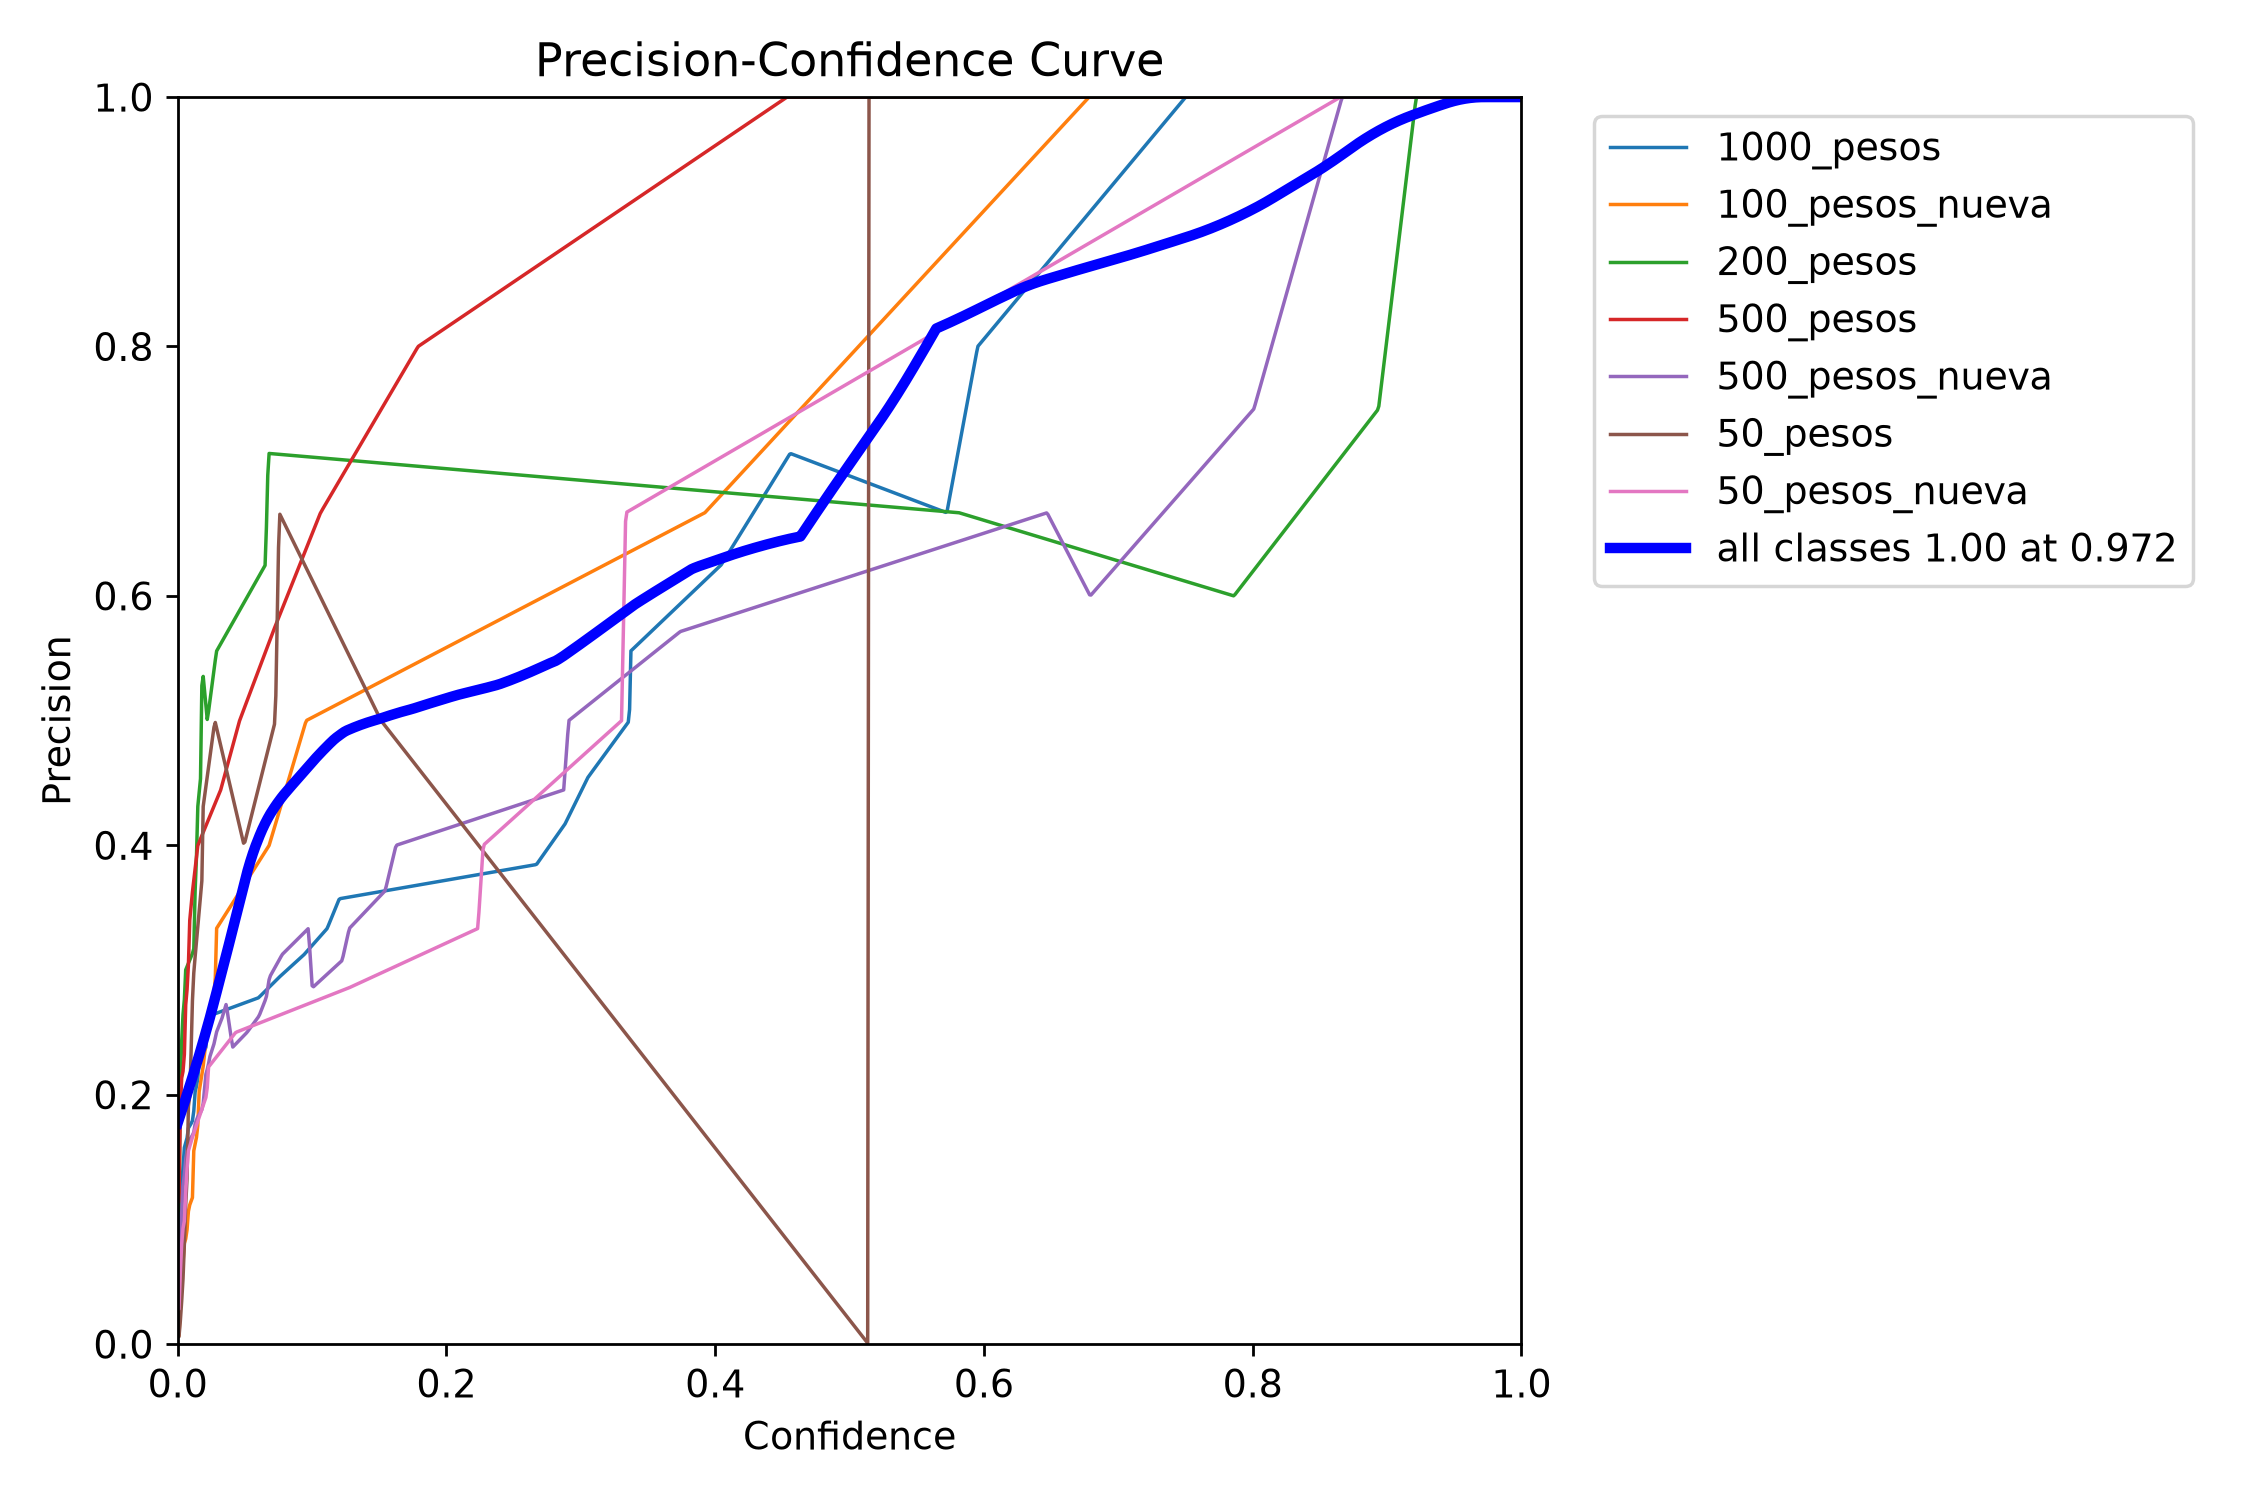 Precision-Confidence Curve
1.0
0.8
0.6
0.4
0.2
0.0
Precision
0.0 0.2 0.4 0.6 0.8 1.0
Confidence
1000_pesos
100_pesos_nueva
200_pesos
500_pesos
500_pesos_nueva
50_pesos
50_pesos_nueva
all classes 1.00 at 0.972